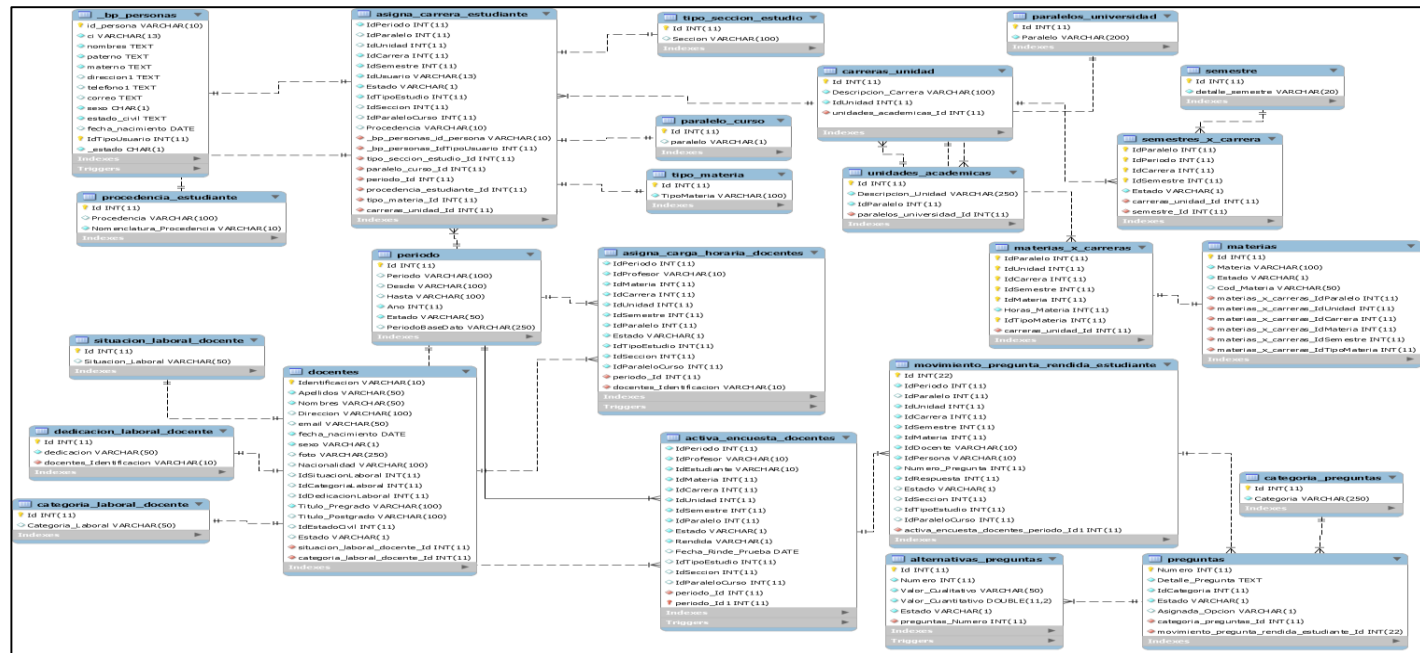 _bp_personas
id_persona VARCHAR(10)
ci VARCHAR(13)
nombres TEXT
paterno TEXT
materno TEXT
direccion1 TEXT
telefono1 TEXT
correo TEXT
sexo CHAR(1)
estado_civil TEXT
fecha_nacimiento DATE
IdTipoUsuario INT(11)
_estado CHAR(1)
Indexes
Triggers
procedencia_estudiante
Id INT(11)
Procedencia VARCHAR(100)
Nomenclatura_Procedencia VARCHAR(10)
Indexes
asigna_carrera_estudiante
IdPeriodo INT(11)
IdParalelo INT(11)
IdUnidad INT(11)
IdCarrera INT(11)
IdSemestre INT(11)
IdUsuario VARCHAR(13)
Estado VARCHAR(1)
IdTipoEstudio INT(11)
IdSeccion INT(11)
IdParaleloCurso INT(11)
Procedencia VARCHAR(10)
_bp_personas_id_persona VARCHAR(10)
_bp_personas_IdTipoUsuario INT(11)
tipo_seccion_estudio_Id INT(11)
paralelo_curso_Id INT(11)
periodo_Id INT(11)
procedencia_estudiante_Id INT(11)
tipo_materia_Id INT(11)
carreras_unidad_Id INT(11)
Indexes
tipo_seccion_estudio
Id INT(11)
Seccion VARCHAR(100)
Indexes
paralelo_curso
Id INT(11)
paralelo VARCHAR(1)
Indexes
tipo_materia
Id INT(11)
TipoMateria VARCHAR(100)
Indexes
paralelos_universidad
Id INT(11)
Paralelo VARCHAR(200)
Indexes
carreras_unidad
Id INT(11)
Descripcion_Carrera VARCHAR(100)
IdUnidad INT(11)
unidades_academicas_Id INT(11)
Indexes
semestre
Id INT(11)
detalle_semestre VARCHAR(20)
Indexes
unidades_academicas
Id INT(11)
Descripcion_Unidad VARCHAR(250)
IdParalelo INT(11)
paralelos_universidad_Id INT(11)
Indexes
semestres_x_carrera
IdParalelo INT(11)
IdPeriodo INT(11)
IdCarrera INT(11)
IdSemestre INT(11)
Estado VARCHAR(1)
carreras_unidad_Id INT(11)
semestre_Id INT(11)
Indexes
periodo
Id INT(11)
Periodo VARCHAR(100)
Desde VARCHAR(100)
Hasta VARCHAR(100)
Ano INT(11)
Estado VARCHAR(50)
PeriodoBaseDato VARCHAR(250)
Indexes
asigna_carga_horaria_docentes
IdPeriodo INT(11)
IdProfesor VARCHAR(10)
IdMateria INT(11)
IdCarrera INT(11)
IdUnidad INT(11)
IdSemestre INT(11)
IdParalelo INT(11)
Estado VARCHAR(1)
IdTipoEstudio INT(11)
IdSeccion INT(11)
IdParaleloCurso INT(11)
periodo_Id INT(11)
docentes_Identificacion VARCHAR(10)
Indexes
Triggers
materias_x_carreras
IdParalelo INT(11)
IdUnidad INT(11)
IdCarrera INT(11)
IdSemestre INT(11)
IdMateria INT(11)
Horas_Materia INT(11)
IdTipoMateria INT(11)
carreras_unidad_Id INT(11)
Indexes
materias
Id INT(11)
Materia VARCHAR(100)
Estado VARCHAR(1)
Cod_Materia VARCHAR(50)
materias_x_carreras_IdParalelo INT(11)
materias_x_carreras_IdUnidad INT(11)
materias_x_carreras_IdCarrera INT(11)
materias_x_carreras_IdMateria INT(11)
materias_x_carreras_IdSemestre INT(11)
materias_x_carreras_IdTipoMateria INT(11)
Indexes
situacion_laboral_docente
Id INT(11)
Situacion_Laboral VARCHAR(50)
Indexes
dedicacion_laboral_docente
Id INT(11)
dedicacion VARCHAR(50)
docentes_Identificacion VARCHAR(10)
Indexes
categoria_laboral_docente
Id INT(11)
Categoria_Laboral VARCHAR(50)
Indexes
docentes
Identificacion VARCHAR(10)
Apellidos VARCHAR(50)
Nombres VARCHAR(50)
Direccion VARCHAR(100)
email VARCHAR(50)
fecha_nacimiento DATE
sexo VARCHAR(1)
foto VARCHAR(250)
Nacionalidad VARCHAR(100)
IdSituacionLaboral INT(11)
IdCategoriaLaboral INT(11)
IdDedicacionLaboral INT(11)
Titulo_Pregrado VARCHAR(100)
Titulo_Postgrado VARCHAR(100)
IdEstadoCivil INT(11)
Estado VARCHAR(1)
situacion_laboral_docente_Id INT(11)
categoria_laboral_docente_Id INT(11)
Indexes
activa_encuesta_docentes
IdPeriodo INT(11)
IdProfesor VARCHAR(10)
IdEstudiante VARCHAR(10)
IdMateria INT(11)
IdCarrera INT(11)
IdUnidad INT(11)
IdSemestre INT(11)
IdParalelo INT(11)
Estado VARCHAR(1)
Rendida VARCHAR(1)
Fecha_Rinde_Prueba DATE
IdTipoEstudio INT(11)
IdSeccion INT(11)
IdParaleloCurso INT(11)
periodo_Id INT(11)
periodo_Id1 INT(11)
Indexes
Triggers
movimiento_pregunta_rendida_estudiante
Id INT(22)
IdPeriodo INT(11)
IdParalelo INT(11)
IdUnidad INT(11)
IdCarrera INT(11)
IdSemestre INT(11)
IdMateria INT(11)
IdDocente VARCHAR(10)
IdPersona VARCHAR(10)
Numero_Pregunta INT(11)
IdRespuesta INT(11)
Estado VARCHAR(1)
IdSeccion INT(11)
IdTipoEstudio INT(11)
IdParaleloCurso INT(11)
activa_encuesta_docentes_periodo_Id1 INT(11)
Indexes
categoria_preguntas
Id INT(11)
Categoria VARCHAR(250)
Indexes
alternativas_preguntas
Id INT(11)
Numero INT(11)
Valor_Cualitativo VARCHAR(50)
Valor_Cuantitativo DOUBLE(11,2)
Estado VARCHAR(1)
preguntas_Numero INT(11)
Indexes
Triggers
preguntas
Numero INT(11)
Detalle_Pregunta TEXT
IdCategoria INT(11)
Estado VARCHAR(1)
Asignada_Opcion VARCHAR(1)
categoria_preguntas_Id INT(11)
movimiento_pregunta_rendida_estudiante_Id INT(22)
Indexes